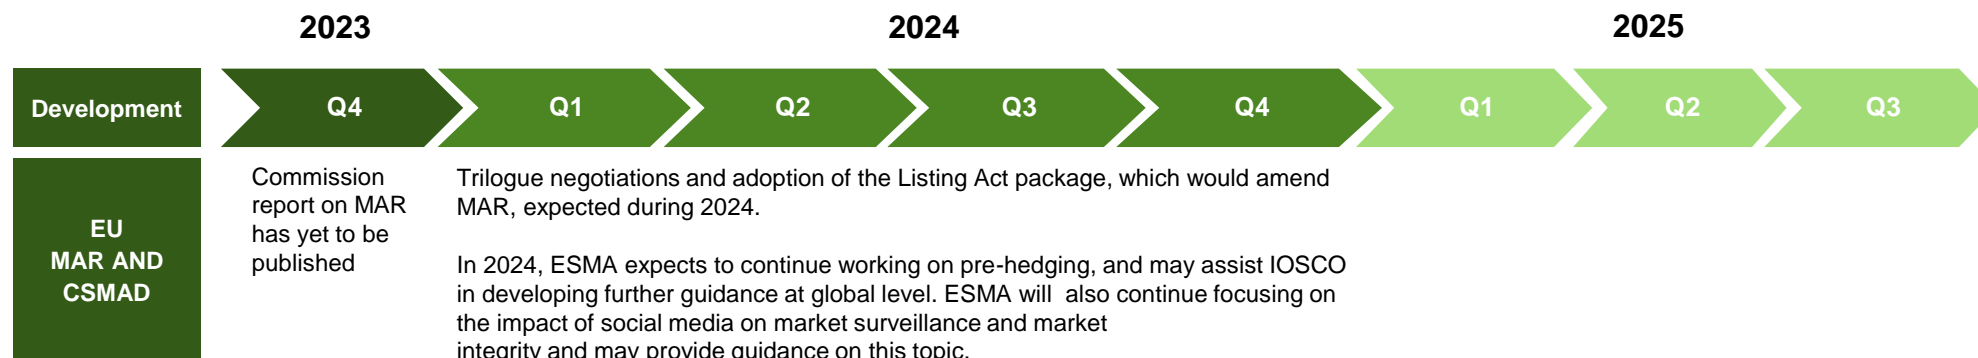 2023 2024 2025
Development Q4 Q1 Q2 Q3 Q4 Q1 Q2 Q3
EU
MAR AND
CSMAD
Commission
report on MAR
has yet to be
published
Trilogue negotiations and adoption of the Listing Act package, which would amend
MAR, expected during 2024.
In 2024, ESMA expects to continue working on pre-hedging, and may assist IOSCO
in developing further guidance at global level. ESMA will also continue focusing on
the impact of social media on market surveillance and market
integrity and may provide guidance on this topic.